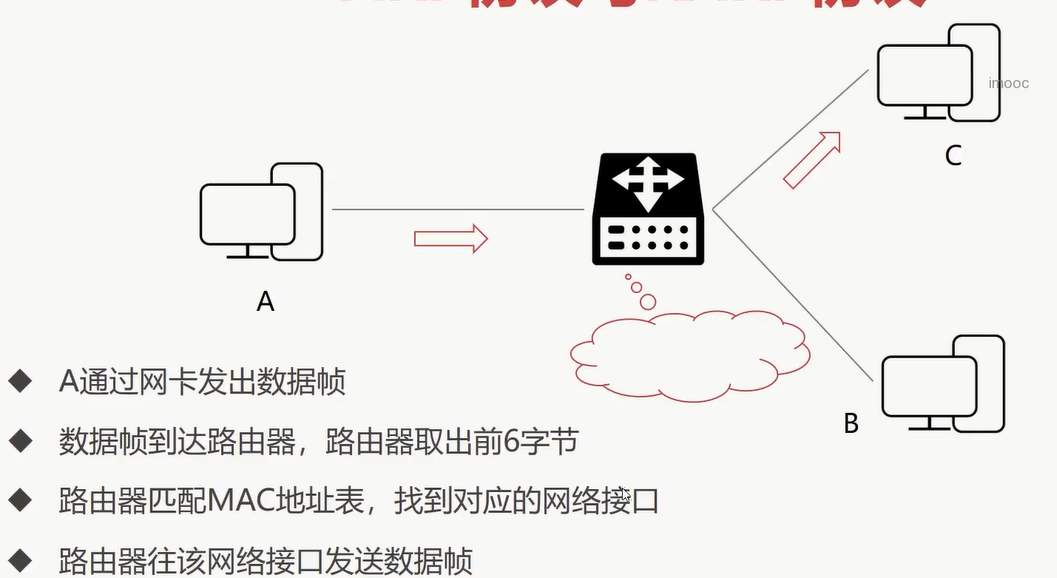 imooc
C
A
B
A通过网卡发出数据帧
数据帧到达路由器，路由器取出前6字节
路由器匹配MAC地址表，找到对应的网络接口
路由器往该网络接口发送数据帧